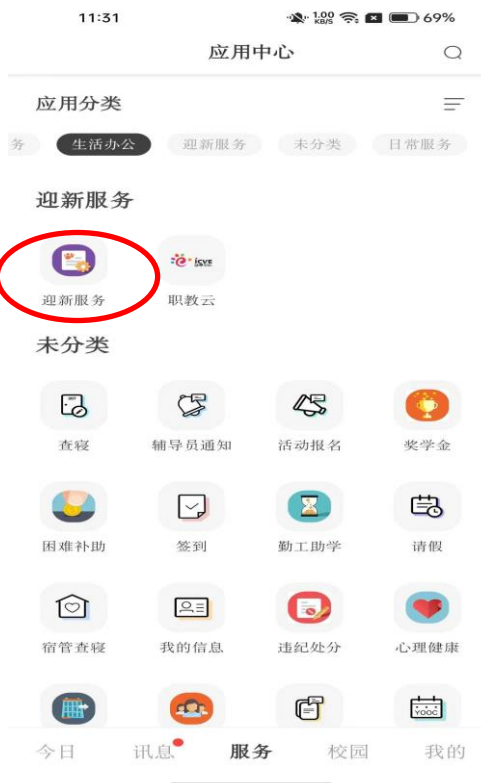 11:31 1.00 KB/S 69%
应用中心
应用分类
务 生活办公 迎新服务 未分类 日常服务
迎新服务
icve
迎新服务 职教云
未分类
查寝 辅导员通知 活动报名 奖学金
困难补助 签到 勤工助学 请假
宿管查寝 我的信息 违纪处分 心理健康
YOOC
今日 讯息 服务 校园 我的